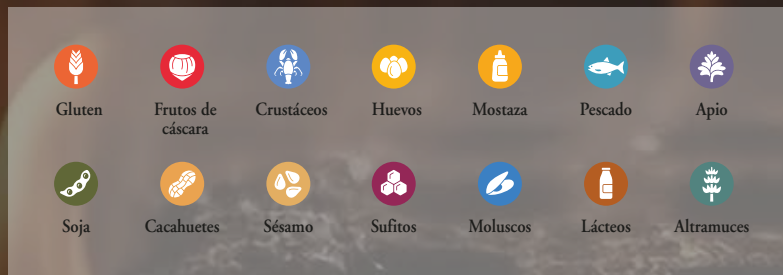 Gluten
Frutos de
cáscara
Crustáceos
Huevos
Mostaza
Pescado
Apio
Soja
Cacahuetes
Sésamo
Sufitos
Moluscos
Lácteos
Altramuces